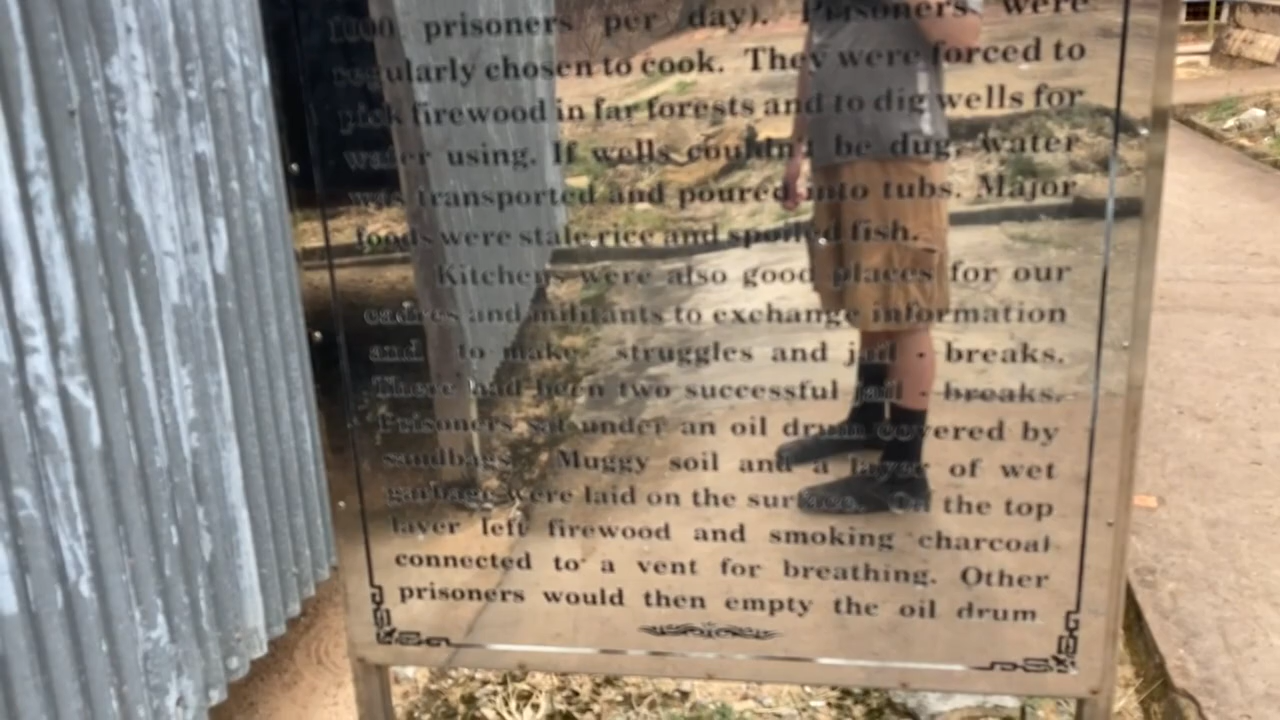 1000 prisoners per day). Prisoners were
regularly chosen to cook. They were forced to
pick firewood in far forests and to dig wells for
water using. If wells couldn't be dug, water
was transported and poured into tubs. Major
foods were stale rice and spoiled fish.
Kitchens were also good places for our
cadres and militants to exchange information
and to make struggles and jail - breaks.
There had been two successful jail - breaks.
Prisoners sat under an oil drum covered by
sandbags. Muggy soil and a layer of wet
garbage were laid on the surface. On the top
layer left firewood and smoking charcoal
connected to a vent for breathing. Other
prisoners would then empty the oil drum